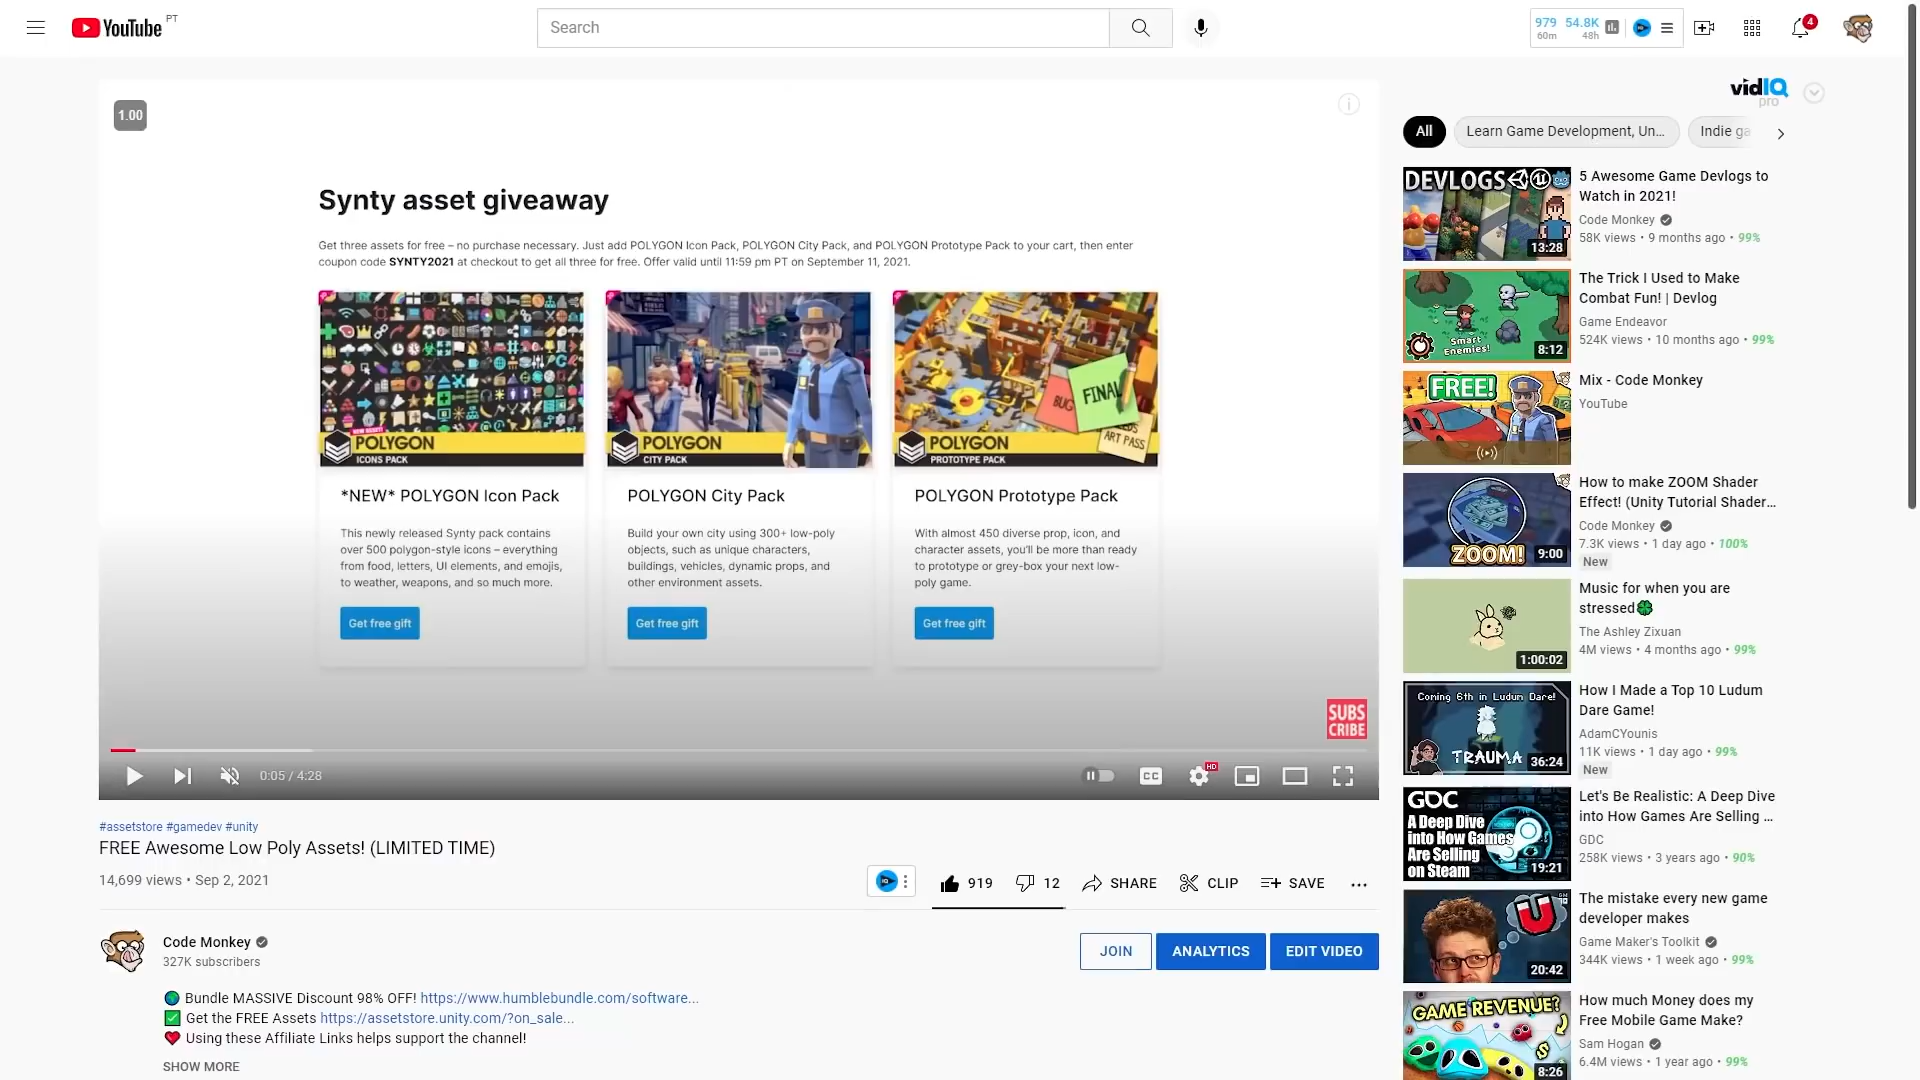 YouTube PT
Search
979 54.8K
60m 48h
4
1.00
Synty asset giveaway
Get three assets for free – no purchase necessary. Just add POLYGON Icon Pack, POLYGON City Pack, and POLYGON Prototype Pack to your cart, then enter
coupon code SYNTY2021 at checkout to get all three for free. Offer valid until 11:59 pm PT on September 11, 2021.
POLYGON
ICONS PACK
*NEW* POLYGON Icon Pack
This newly released Synty pack contains
over 500 polygon-style icons – everything
from food, letters, UI elements, and emojis,
to weather, weapons, and so much more.
Get free gift
POLYGON
CITY PACK
POLYGON City Pack
Build your own city using 300+ low-poly
objects, such as unique characters,
buildings, vehicles, dynamic props, and
other environment assets.
Get free gift
BUG
FINAL
ART PASS
POLYGON
PROTOTYPE PACK
POLYGON Prototype Pack
With almost 450 diverse prop, icon, and
character assets, you'll be more than ready
to prototype or grey-box your next low-
poly game.
Get free gift
SUBS
CRIBE
0:05 / 4:28
CC
HD
#assetstore #gamedev #unity
FREE Awesome Low Poly Assets! (LIMITED TIME)
14,699 views • Sep 2, 2021
919 12 SHARE CLIP SAVE
Code Monkey
327K subscribers
JOIN ANALYTICS EDIT VIDEO
Bundle MASSIVE Discount 98% OFF! https://www.humblebundle.com/software...
Get the FREE Assets https://assetstore.unity.com/?on_sale...
Using these Affiliate Links helps support the channel!
SHOW MORE
vidIQ
pro
All Learn Game Development, Un... Indie ga
DEVLOGS
13:28
5 Awesome Game Devlogs to
Watch in 2021!
Code Monkey
58K views • 9 months ago • 99%
Smart
Enemies!
8:12
The Trick I Used to Make
Combat Fun! | Devlog
Game Endeavor
524K views • 10 months ago • 99%
FREE!
Mix - Code Monkey
YouTube
ZOOM!
9:00
How to make ZOOM Shader
Effect! (Unity Tutorial Shader...
Code Monkey
7.3K views • 1 day ago • 100%
New
1:00:02
Music for when you are
stressed
The Ashley Zixuan
4M views • 4 months ago • 99%
Coming 6th in Ludum Dare!
TRAUMA
36:24
How I Made a Top 10 Ludum
Dare Game!
AdamCYounis
11K views • 1 day ago • 99%
New
GDC
A Deep Dive
into How Games
Are Selling
on Steam
19:21
Let's Be Realistic: A Deep Dive
into How Games Are Selling ...
GDC
258K views • 3 years ago • 90%
20:42
The mistake every new game
developer makes
Game Maker's Toolkit
344K views • 1 week ago • 99%
GAME REVENUE?
8:26
How much Money does my
Free Mobile Game Make?
Sam Hogan
6.4M views • 1 year ago • 99%